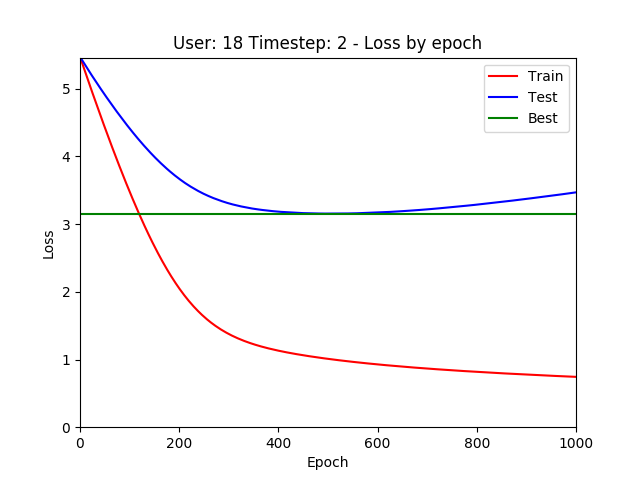 User: 18 Timestep: 2 - Loss by epoch
Train
Test
Best
5
4
3
2
1
0
Loss
0 200 400 600 800 1000
Epoch